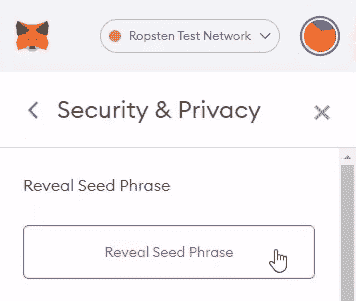 Ropsten Test Network
Security & Privacy
Reveal Seed Phrase
Reveal Seed Phrase